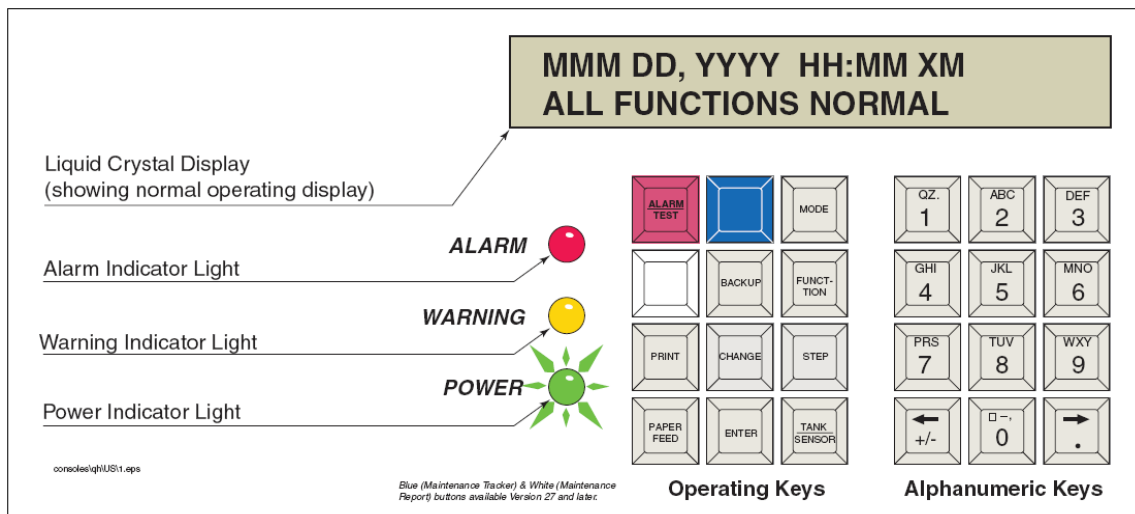 MMM DD, YYYY HH:MM XM
ALL FUNCTIONS NORMAL
Liquid Crystal Display
(showing normal operating display)
ALARM
Alarm Indicator Light
WARNING
Warning Indicator Light
POWER
Power Indicator Light
consoles\qh\US\1.eps
ALARM
TEST
MODE
BACKUP
FUNCT-
TION
PRINT
CHANGE
STEP
PAPER
FEED
ENTER
TANK
SENSOR
QZ.
1
ABC
2
DEF
3
GHI
4
JKL
5
MNO
6
PRS
7
TUV
8
WXY
9
+/-
□ –,
0
.
Blue (Maintenance Tracker) & White (Maintenance
Report) buttons available Version 27 and later.
Operating Keys
Alphanumeric Keys